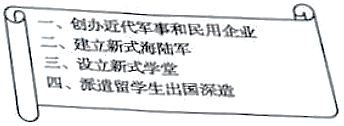 一、创办近代军事和民用企业
二、建立新式海陆军
三、设立新式学堂
四、派遣留学生出国深造